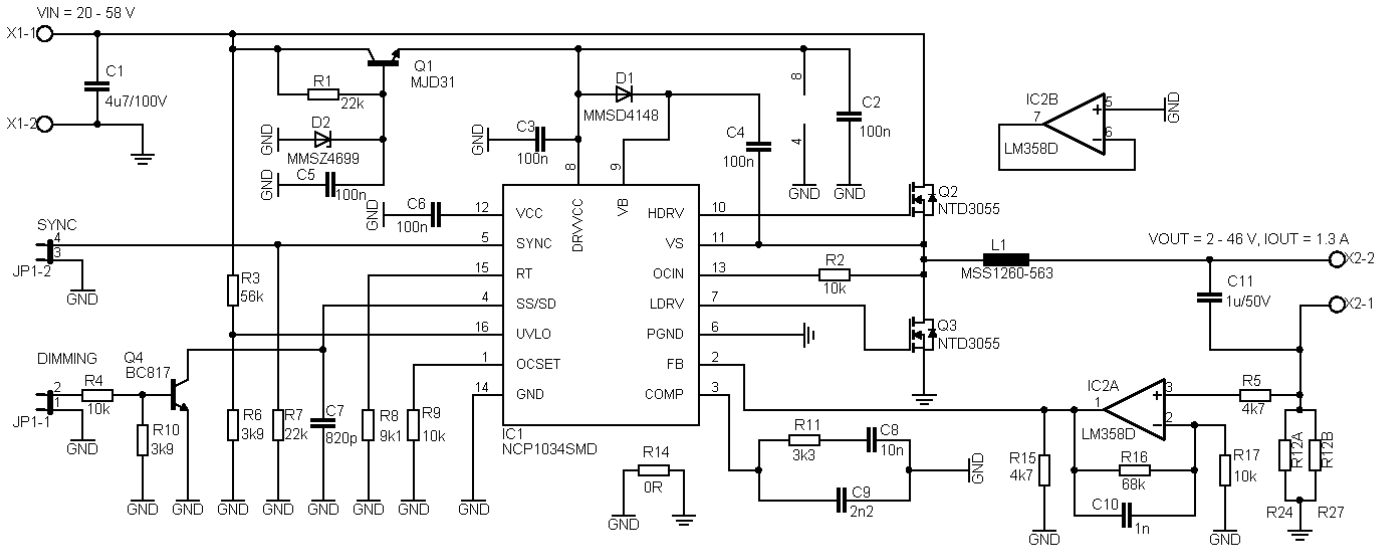 VIN = 20 - 58 V
X1-1
X1-2
C1
4u7/100V
R1
22k
Q1
MJD31
D2
MMSZ4699
C5
100n
GND
GND
GND
C6
100n
C3
100n
GND
D1
MMSD4148
C4
100n
8
4
C2
100n
GND
GND
IC2B
7
5
6
LM358D
GND
SYNC
4
3
JP1-2
GND
R3
56k
DIMMING
2
1
JP1-1
GND
R4
10k
Q4
BC817
R10
3k9
GND
GND
R6
3k9
GND
R7
22k
GND
C7
820p
GND
R8
9k1
GND
R9
10k
GND
GND
8
9
DRVVCC
VB
12
VCC
5
SYNC
15
RT
4
SS/SD
16
UVLO
1
OCSET
14
GND
HDRV
10
VS
11
OCIN
13
LDRV
7
PGND
6
FB
2
COMP
3
IC1
NCP1034SMD
Q2
NTD3055
R2
10k
Q3
NTD3055
L1
MSS1260-563
VOUT = 2 - 46 V, IOUT = 1.3 A
X2-2
X2-1
C11
1u/50V
R14
0R
GND
R11
3k3
C8
10n
C9
2n2
GND
IC2A
1
3
2
LM358D
R5
4k7
R15
4k7
GND
R16
68k
C10
1n
R17
10k
GND
R12A
R12B
R24
R27